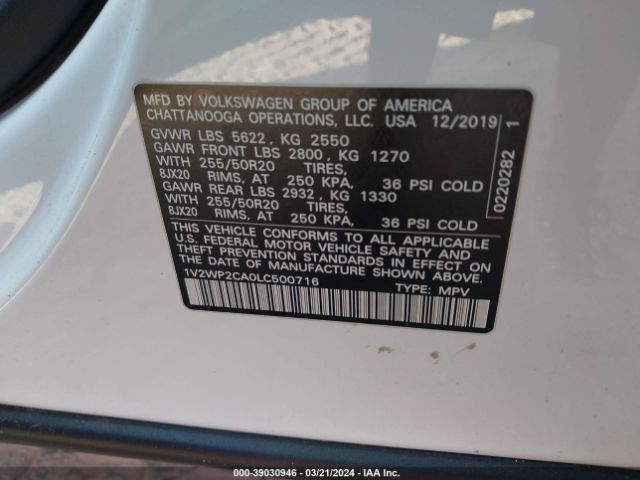 MFD BY VOLKSWAGEN GROUP OF AMERICA
CHATTANOOGA OPERATIONS, LLC. USA 12/2019
GVWR LBS 5622, KG 2550
GAWR FRONT LBS 2800, KG 1270
WITH 255/50R20 TIRES,
8JX20 RIMS, AT 250 KPA, 36 PSI COLD
GAWR REAR LBS 2932, KG 1330
WITH 255/50R20 TIRES,
8JX20 RIMS, AT 250 KPA, 36 PSI COLD
THIS VEHICLE CONFORMS TO ALL APPLICABLE
U.S. FEDERAL MOTOR VEHICLE SAFETY AND
THEFT PREVENTION STANDARDS IN EFFECT ON
THE DATE OF MANUFACTURE SHOWN ABOVE.
1V2WP2CA0LC500716 TYPE: MPV
0220282 1
000-39030946 - 03/21/2024 - IAA Inc.